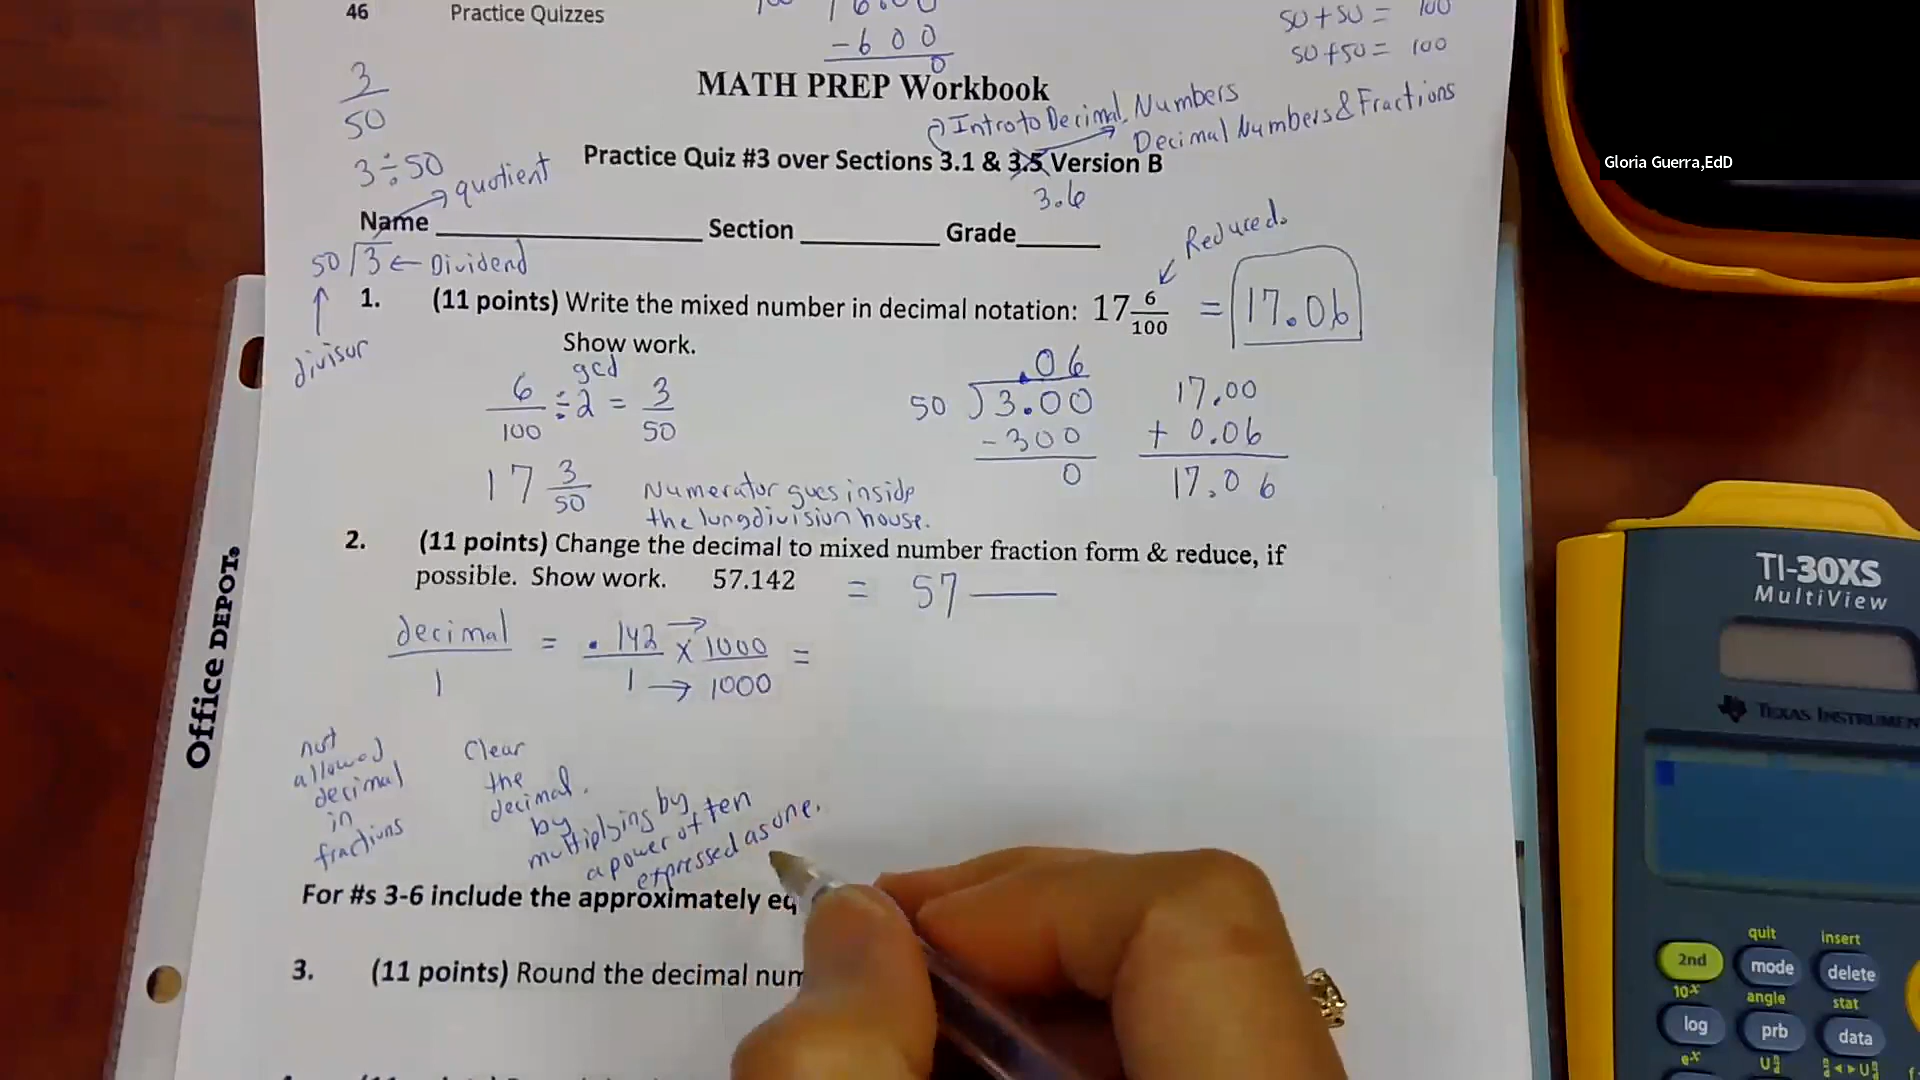 46 Practice Quizzes
- 6 0 0
0
50 + 50 = 100
50 + 50 = 100
3
50
MATH PREP Workbook
Intro to Decimal Numbers
Decimal Numbers & Fractions
Practice Quiz #3 over Sections 3.1 & 3.5 Version B
3.6
Gloria Guerra,EdD
3 ÷ 50
quotient
Name Section Grade
Reduced.
50 3 ← Dividend
divisor
1. (11 points) Write the mixed number in decimal notation: 17 6/100 = 17.06
Show work.
gcd
6/100 ÷ 2 = 3/50
17 3/50
.06
50 3.00
- 300
0
17.00
+ 0.06
17.06
Numerator goes inside
the long division house.
2. (11 points) Change the decimal to mixed number fraction form & reduce, if
possible. Show work. 57.142 = 57
decimal/1 = .142/1 x 1000/1000 =
not
allowed
decimal
in
fractions
Clear
the
decimal.
by
multiplying by
a power of ten
expressed as one.
For #s 3-6 include the approximately
3. (11 points) Round the decimal
Office DEPOT
TI-30XS
MultiView
TEXAS
quit insert
2nd mode delete
10ˣ angle stat
log prb data
eˣ